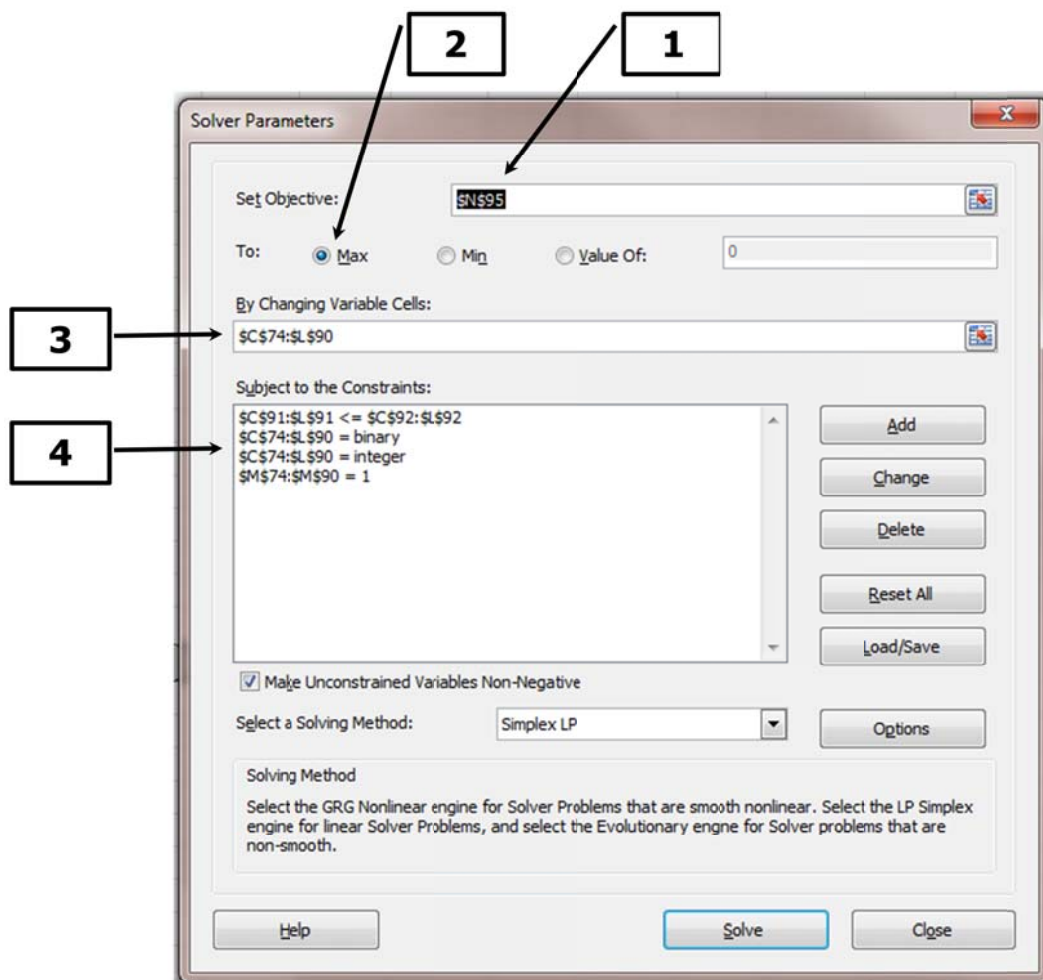 2 1
Solver Parameters
Set Objective: $N$95
To: Max Min Value Of: 0
By Changing Variable Cells:
3 $C$74:$L$90
Subject to the Constraints:
$C$91:$L$91 <= $C$92:$L$92
$C$74:$L$90 = binary
4 $C$74:$L$90 = integer
$M$74:$M$90 = 1
Add
Change
Delete
Reset All
Load/Save
Make Unconstrained Variables Non-Negative
Select a Solving Method: Simplex LP Options
Solving Method
Select the GRG Nonlinear engine for Solver Problems that are smooth nonlinear. Select the LP Simplex
engine for linear Solver Problems, and select the Evolutionary engne for Solver problems that are
non-smooth.
Help Solve Close